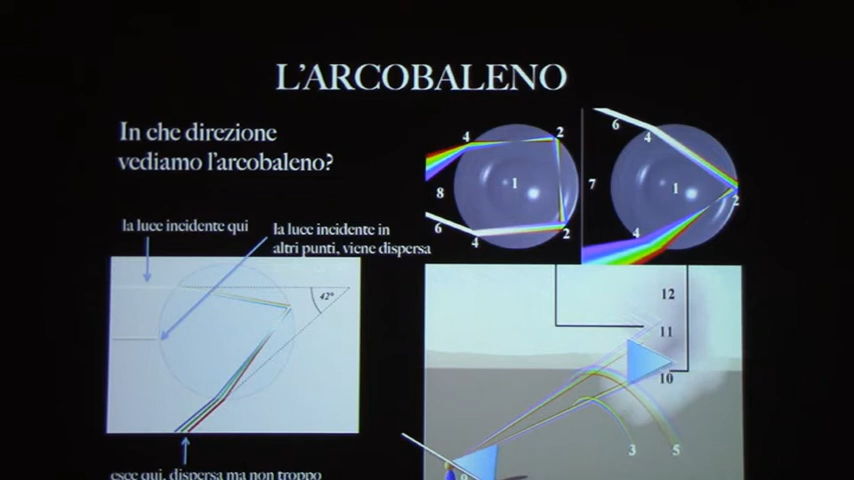 L'ARCOBALENO
In che direzione
vediamo l'arcobaleno?
la luce incidente qui
la luce incidente in
altri punti, viene dispersa
42°
esce qui, dispersa ma non troppo
4
2
1
8
6
4
2
6
4
7
1
2
4
12
11
10
3
5
9